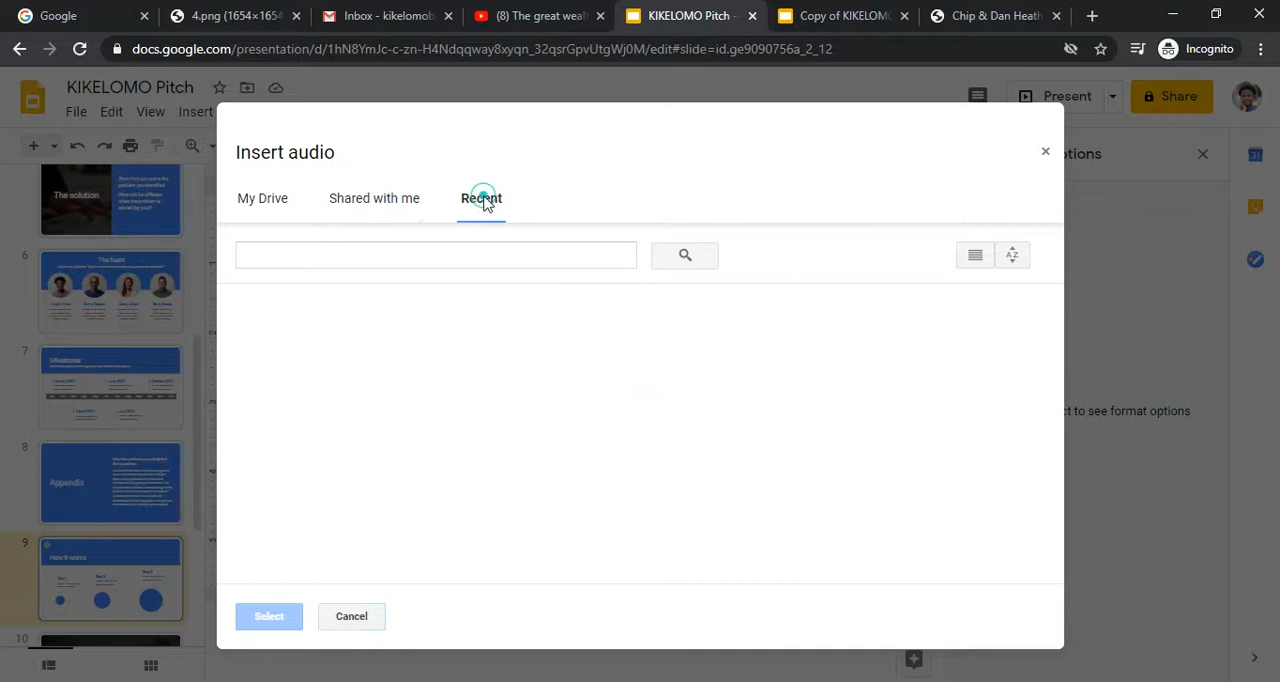 Google
4.png (1654×1654
Inbox - kikelomob
(8) The great weal
KIKELOMO Pitch -
Copy of KIKELOMO
Chip & Dan Heath
docs.google.com/presentation/d/1hN8YmJc-c-zn-H4Ndqqway8xyqn_32qsrGpvUtgWj0M/edit#slide=id.ge9090756a_2_12
Incognito
KIKELOMO Pitch
File Edit View Insert
Present
Share
Insert audio
ptions
My Drive Shared with me Recent
The solution
6
The Team
7
Milestones
8
Appendix
9
How it works
10
ct to see format options
Select Cancel